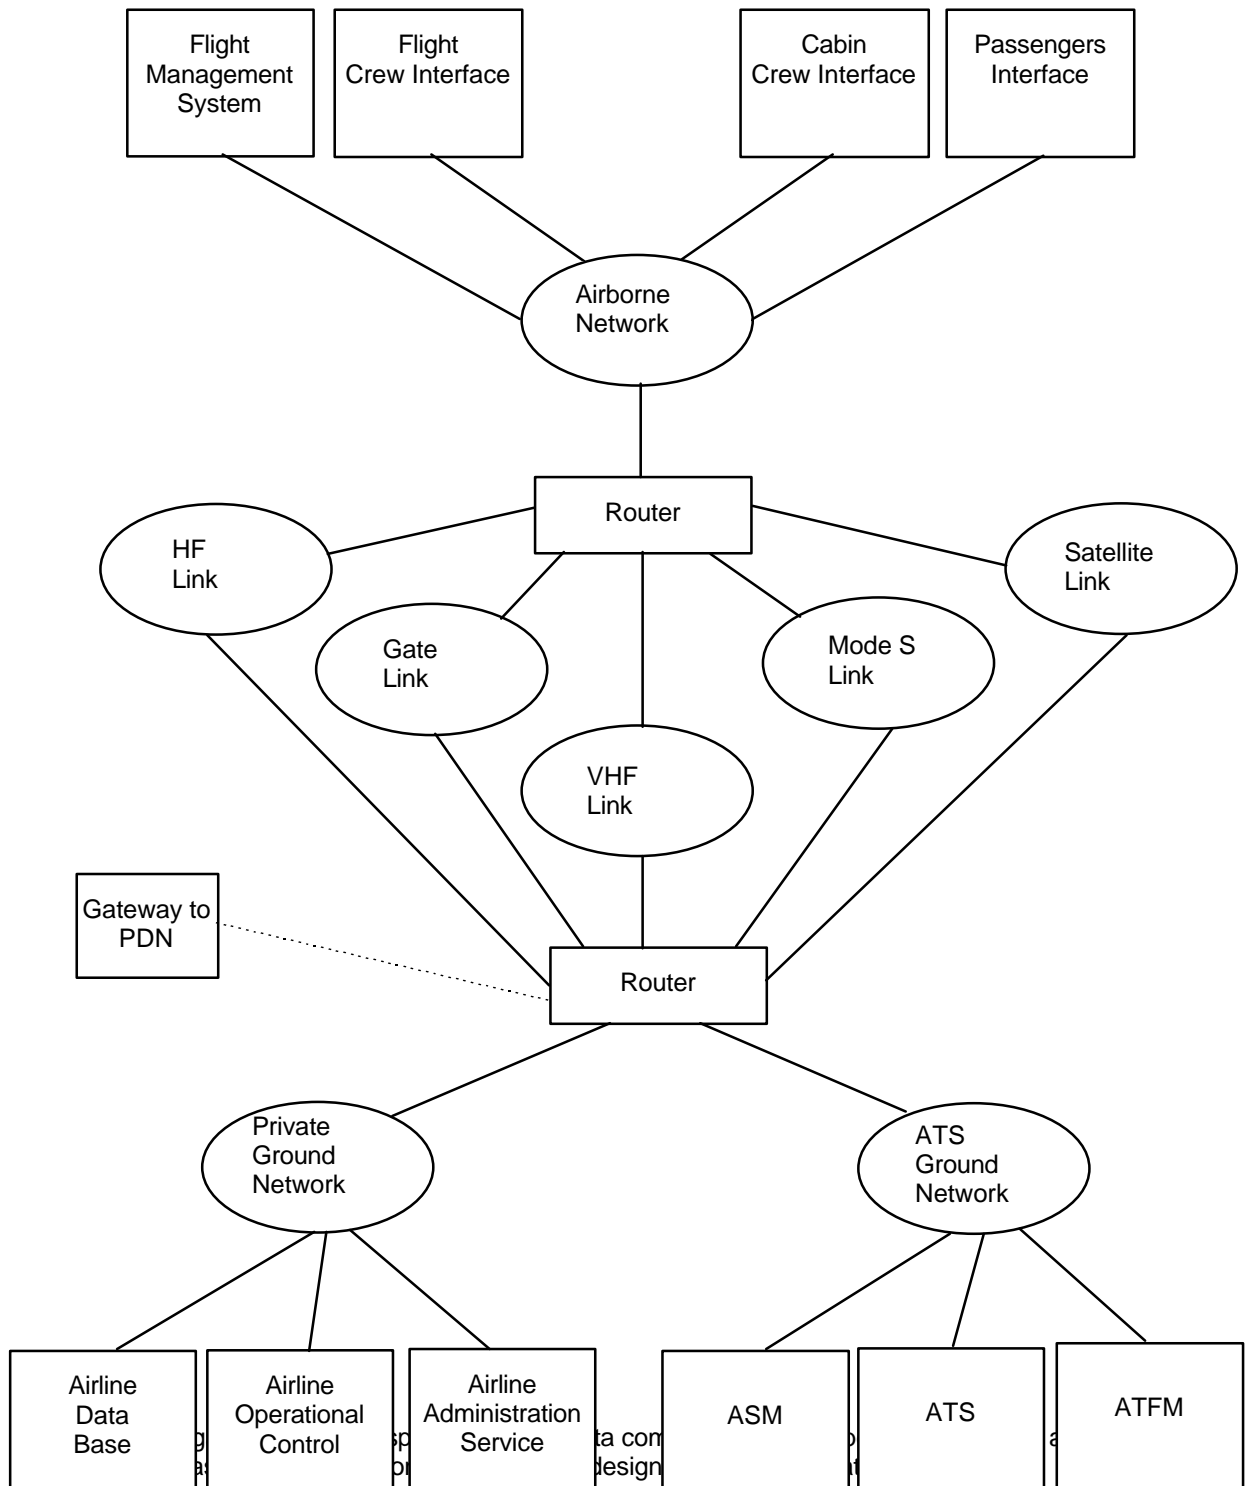 Flight
Management
System
Flight
Crew Interface
Cabin
Crew Interface
Passengers
Interface
Airborne
Network
Router
HF
Link
Satellite
Link
Gate
Link
Mode S
Link
VHF
Link
Gateway to
PDN
Router
Private
Ground
Network
ATS
Ground
Network
Airline
Data
Base
Airline
Operational
Control
Airline
Administration
Service
ASM
ATS
ATFM
design